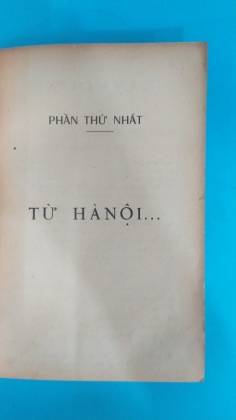 PHẦN THỨ NHẤT
TỪ HÀNỘI...